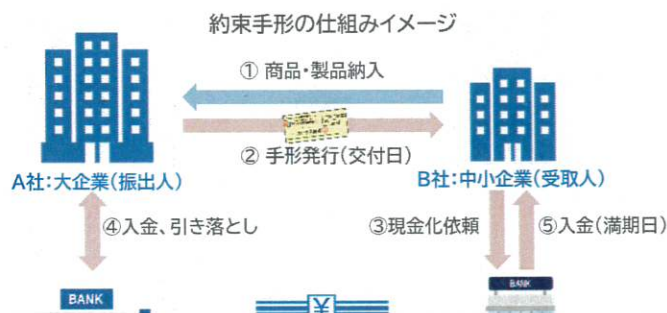 約束手形の仕組みイメージ
① 商品・製品納入
② 手形発行(交付日)
A社:大企業(振出人)
B社:中小企業(受取人)
④入金、引き落とし
③現金化依頼
⑤入金(満期日)
BANK
¥
BANK